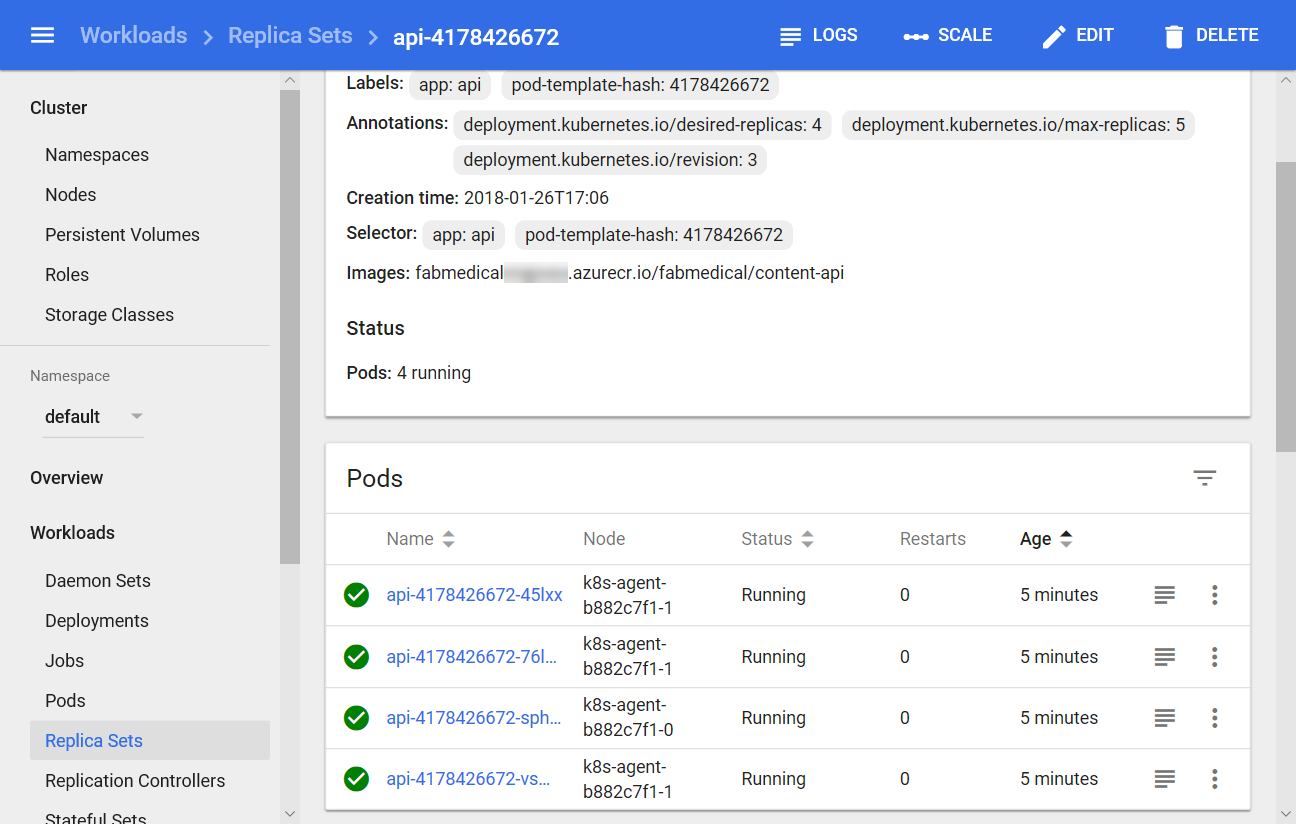 Workloads > Replica Sets > api-4178426672
LOGS SCALE EDIT DELETE
Cluster
Namespaces
Nodes
Persistent Volumes
Roles
Storage Classes
Namespace
default
Overview
Workloads
Daemon Sets
Deployments
Jobs
Pods
Replica Sets
Replication Controllers
Stateful Sets
Labels: app: api pod-template-hash: 4178426672
Annotations: deployment.kubernetes.io/desired-replicas: 4 deployment.kubernetes.io/max-replicas: 5
deployment.kubernetes.io/revision: 3
Creation time: 2018-01-26T17:06
Selector: app: api pod-template-hash: 4178426672
Images: fabmedical .azurecr.io/fabmedical/content-api
Status
Pods: 4 running
Pods
Name Node Status Restarts Age
api-4178426672-45lxx k8s-agent- Running 0 5 minutes
b882c7f1-1
api-4178426672-76l... k8s-agent- Running 0 5 minutes
b882c7f1-1
api-4178426672-sph... k8s-agent- Running 0 5 minutes
b882c7f1-0
api-4178426672-vs... k8s-agent- Running 0 5 minutes
b882c7f1-1